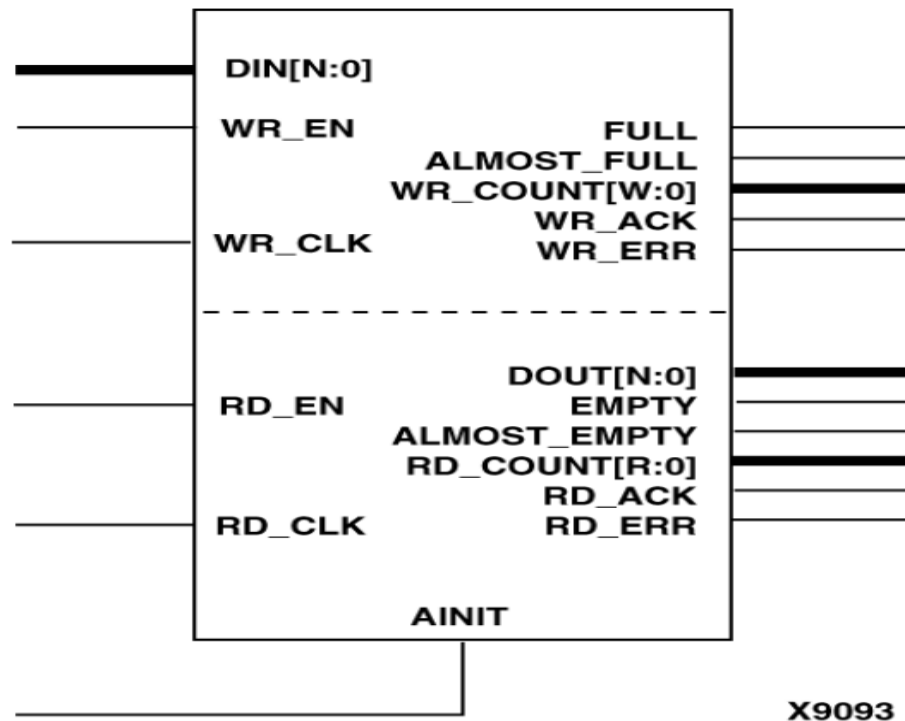 DIN[N:0]
WR_EN
FULL
ALMOST_FULL
WR_COUNT[W:0]
WR_ACK
WR_CLK
WR_ERR
DOUT[N:0]
RD_EN
EMPTY
ALMOST_EMPTY
RD_COUNT[R:0]
RD_ACK
RD_CLK
RD_ERR
AINIT
X9093